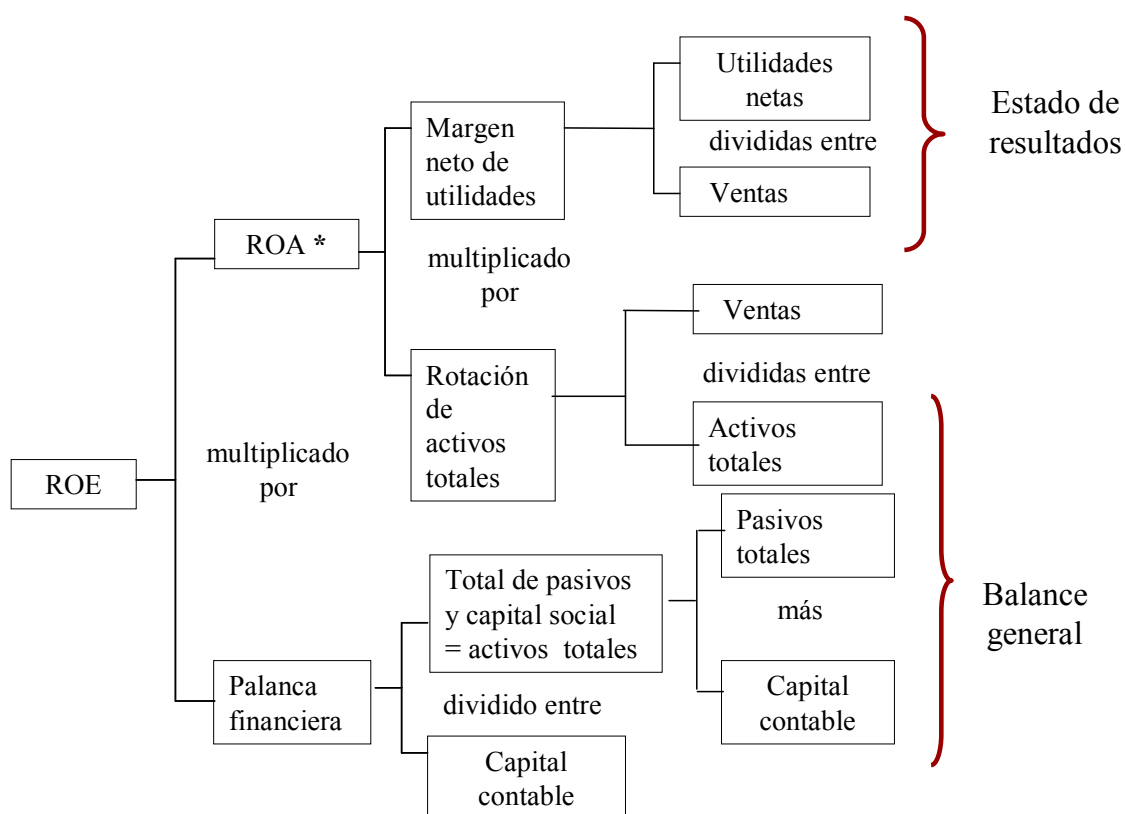 Utilidades
netas
divididas entre
Ventas
Estado de
resultados
Margen
neto de
utilidades
ROA *
multiplicado
por
Ventas
divididas entre
Activos
totales
Rotación
de
activos
totales
multiplicado
por
ROE
Pasivos
totales
más
Capital
contable
Balance
general
Total de pasivos
y capital social
= activos totales
Palanca
financiera
dividido entre
Capital
contable